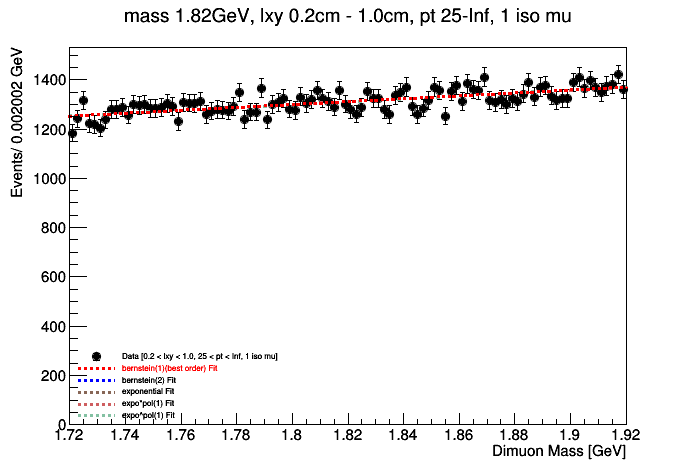 mass 1.82GeV, lxy 0.2cm - 1.0cm, pt 25-Inf, 1 iso mu
Events/ 0.002002 GeV
1400
1200
1000
800
600
400
200
0
Data [0.2 < lxy < 1.0, 25 < pt < Inf, 1 iso mu]
bernstein(1)(best order) Fit
bernstein(2) Fit
exponential Fit
expo*pol(1) Fit
expo^pol(1) Fit
1.72 1.74 1.76 1.78 1.8 1.82 1.84 1.86 1.88 1.9 1.92
Dimuon Mass [GeV]